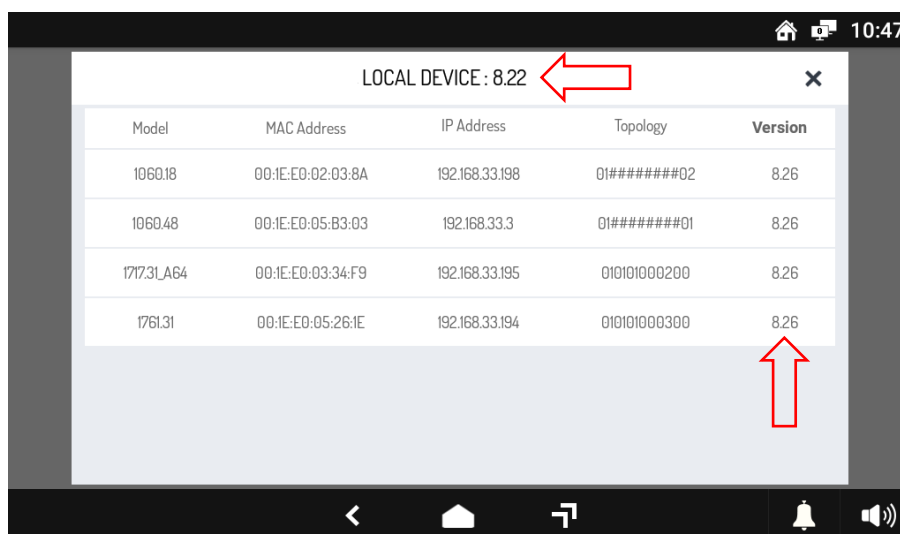 10:47
LOCAL DEVICE : 8.22
Model MAC Address IP Address Topology Version
1060.18 00:1E:E0:02:03:8A 192.168.33.198 01########02 8.26
1060.48 00:1E:E0:05:B3:03 192.168.33.3 01########01 8.26
1717.31_A64 00:1E:E0:03:34:F9 192.168.33.195 010101000200 8.26
1761.31 00:1E:E0:05:26:1E 192.168.33.194 010101000300 8.26